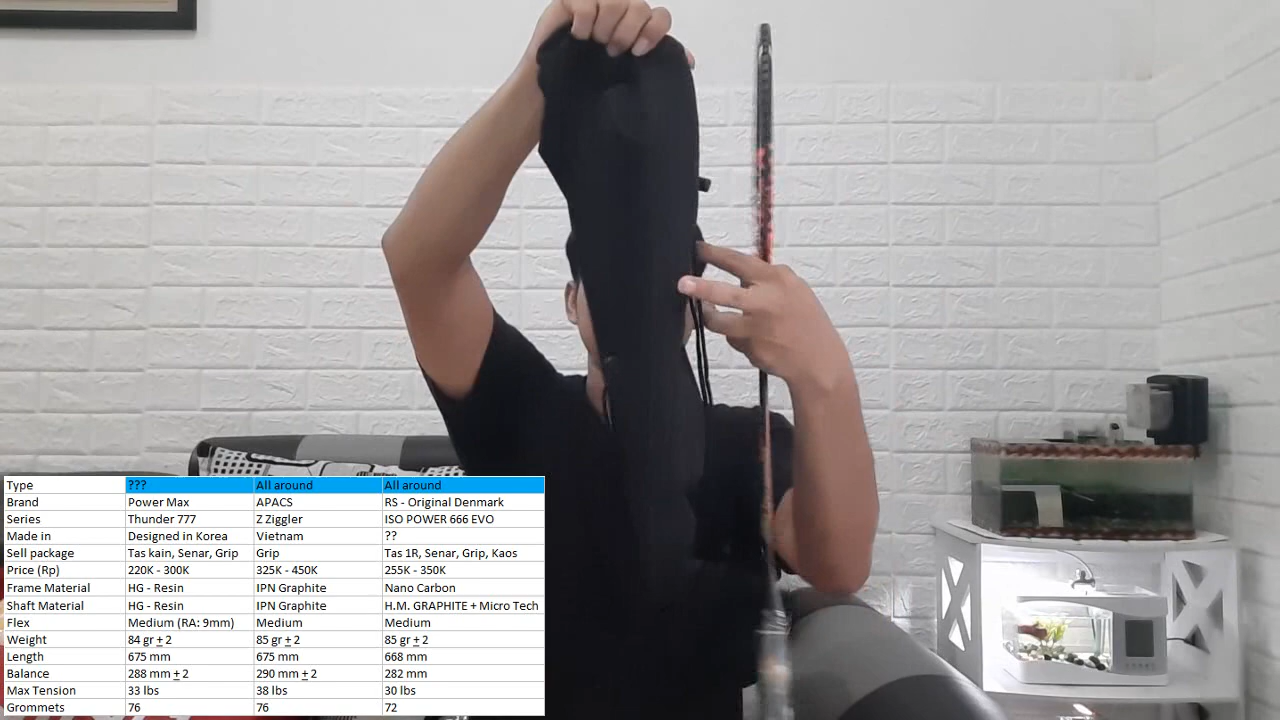 Type ??? All around All around
Brand Power Max APACS RS - Original Denmark
Series Thunder 777 Z Ziggler ISO POWER 666 EVO
Made in Designed in Korea Vietnam ??
Sell package Tas kain, Senar, Grip Grip Tas 1R, Senar, Grip, Kaos
Price (Rp) 220K - 300K 325K - 450K 255K - 350K
Frame Material HG - Resin IPN Graphite Nano Carbon
Shaft Material HG - Resin IPN Graphite H.M. GRAPHITE + Micro Tech
Flex Medium (RA: 9mm) Medium Medium
Weight 84 gr ± 2 85 gr ± 2 85 gr ± 2
Length 675 mm 675 mm 668 mm
Balance 288 mm ± 2 290 mm ± 2 282 mm
Max Tension 33 lbs 38 lbs 30 lbs
Grommets 76 76 72